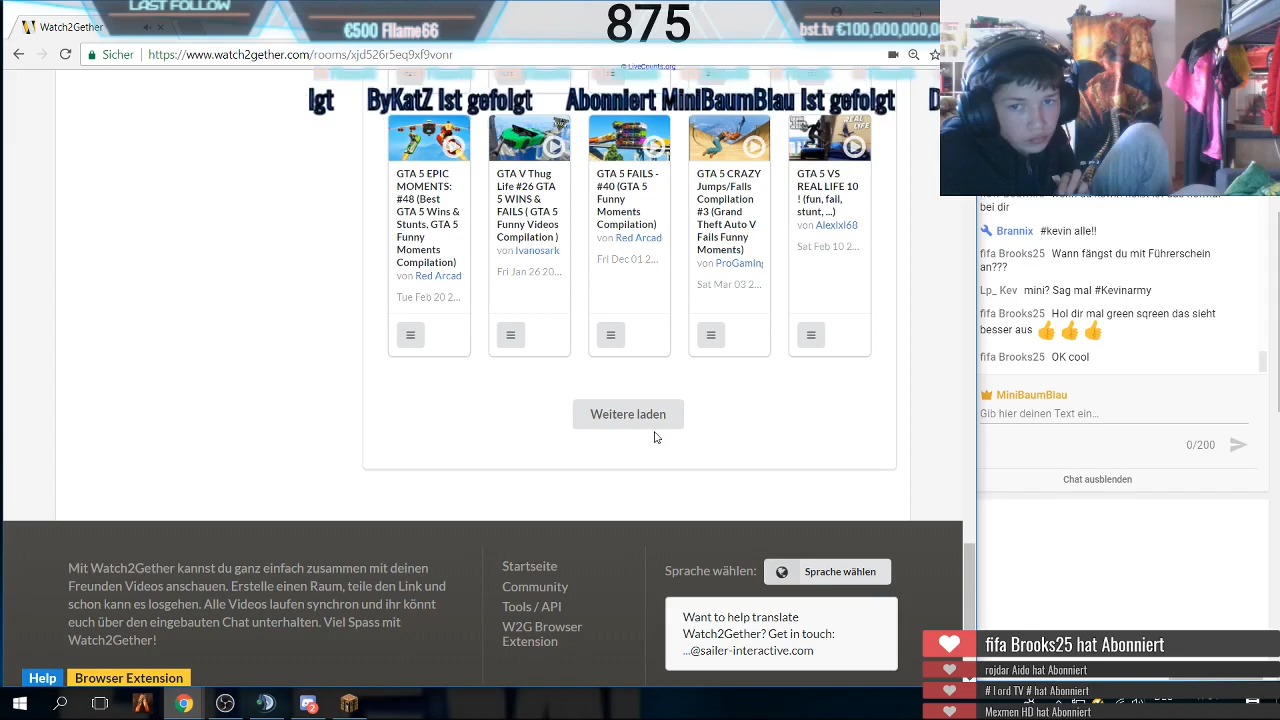 LAST FOLLOW
€500 Fllame66
875
bst.tv €100,000,000,0
© LiveCounts.org
Watch2Gether
Sicher | https://www.watch2gether.com/rooms/xjd526r5eq9xf9vonr
lgt ByKatZ Ist gefolgt Abonniert MiniBaumBlau Ist gefolgt D
GTA 5 EPIC
MOMENTS:
#48 (Best
GTA 5 Wins &
Stunts, GTA 5
Funny
Moments
Compilation)
von Red Arcad
Tue Feb 20 2...
GTA V Thug
Life #26 GTA
5 WINS &
FAILS ( GTA 5
Funny Videos
Compilation )
von Ivanosark
Fri Jan 26 20...
GTA 5 FAILS -
#40 (GTA 5
Funny
Moments
Compilation)
von Red Arcad
Fri Dec 01 2...
GTA 5 CRAZY
Jumps/Falls
Compilation
#3 (Grand
Theft Auto V
Fails Funny
Moments)
von ProGamin
Sat Mar 03 2...
REAL LIFE
GTA 5 VS
REAL LIFE 10
! (fun, fail,
stunt, ...)
von Alexlxl68
Sat Feb 10 2...
Weitere laden
bei dir
Brannix #kevin alle!!
fifa Brooks25 Wann fängst du mit Führerschein
an???
Lp_ Kev mini? Sag mal #Kevinarmy
fifa Brooks25 Hol dir mal green sqreen das sieht
besser aus 👍👍👍
fifa Brooks25 OK cool
MiniBaumBlau
Gib hier deinen Text ein...
0/200
Chat ausblenden
Mit Watch2Gether kannst du ganz einfach zusammen mit deinen
Freunden Videos anschauen. Erstelle einen Raum, teile den Link und
schon kann es losgehen. Alle Videos laufen synchron und ihr könnt
euch über den eingebauten Chat unterhalten. Viel Spass mit
Watch2Gether!
Startseite
Community
Tools / API
W2G Browser
Extension
Sprache wählen: Sprache wählen
Want to help translate
Watch2Gether? Get in touch:
...@sailer-interactive.com
Help Browser Extension
fifa Brooks25 hat Abonniert
rojdar Aido hat Abonniert
# Lord TV # hat Abonniert
Mexmen HD hat Abonniert